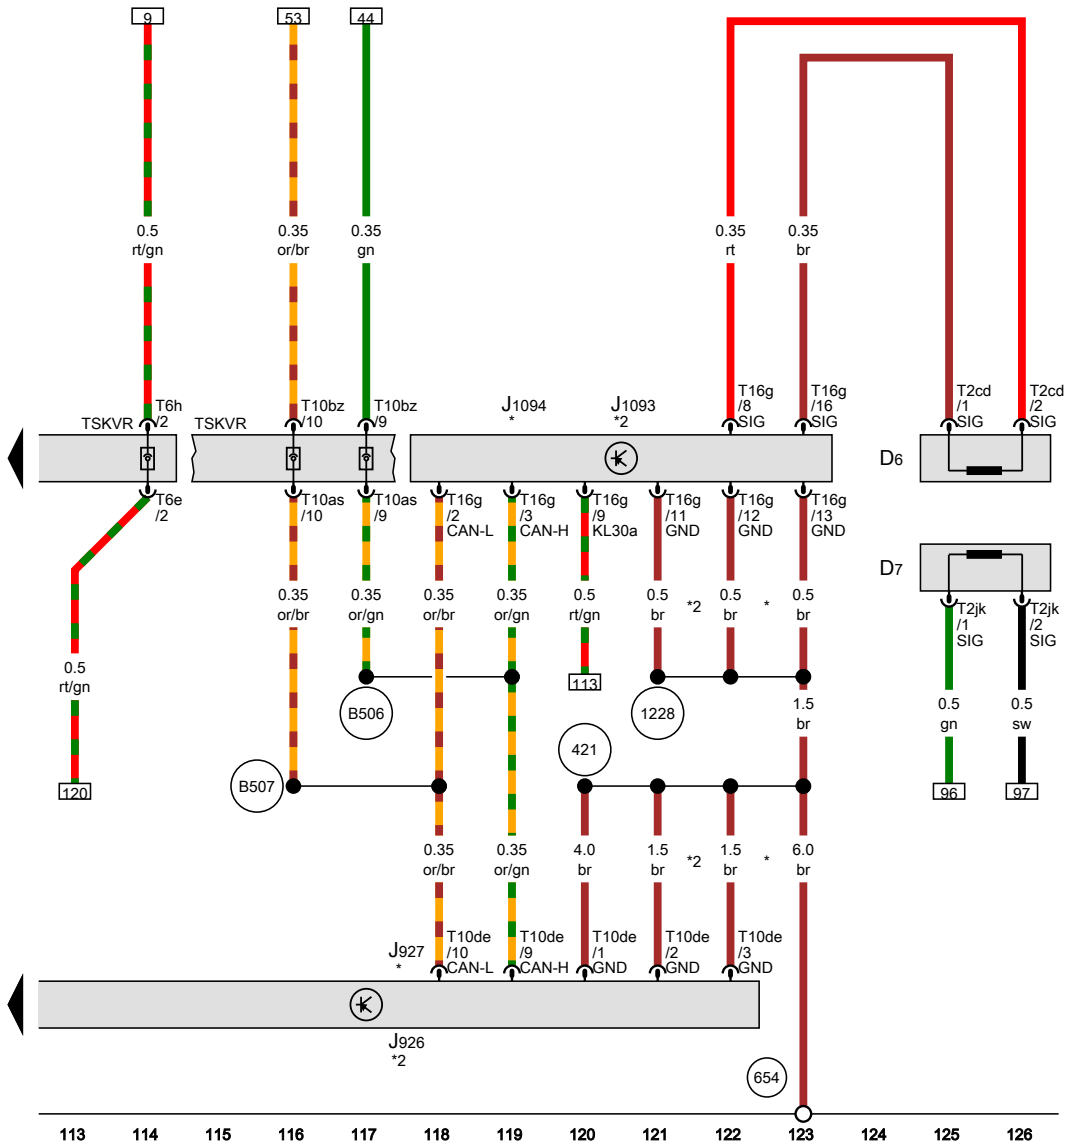 9 53 44
0.5 0.35 0.35 0.35 0.35
rt/gn or/br gn rt br
T6h T10bz T10bz J1094 J1093 T16g T16g T2cd T2cd
/2 /10 /9 * *2 /8 /16 /1 /2
TSKVR TSKVR SIG SIG SIG SIG
D6
T6e T10as T10as T16g T16g T16g T16g T16g T16g
/2 /10 /9 /2 /3 /9 /11 /12 /13
CAN-L CAN-H KL30a GND GND GND
D7
0.35 0.35 0.35 0.35 0.5 0.5 0.5 0.5
or/br or/gn or/br or/gn rt/gn br *2 br * br
T2jk T2jk
/1 /2
SIG SIG
0.5
rt/gn
113
B506 1228
1.5 0.5 0.5
br gn sw
421
120 B507 96 97
0.35 0.35 4.0 1.5 1.5 6.0
or/br or/gn br br *2 br * br
J927 T10de T10de T10de T10de T10de
* /10 /9 /1 /2 /3
CAN-L CAN-H GND GND GND
J926
*2
654
113 114 115 116 117 118 119 120 121 122 123 124 125 126